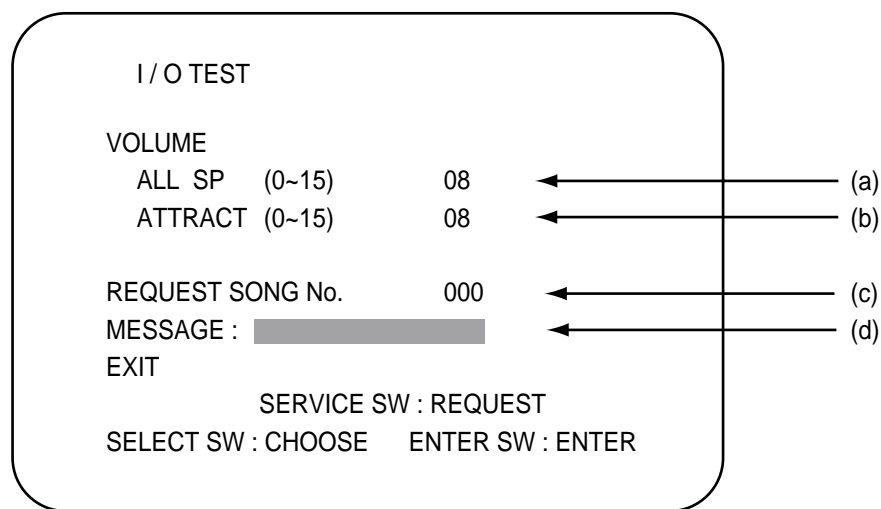 I / O TEST
VOLUME
ALL SP (0~15) 08 (a)
ATTRACT (0~15) 08 (b)
REQUEST SONG No. 000 (c)
MESSAGE : (d)
EXIT
SERVICE SW : REQUEST
SELECT SW : CHOOSE ENTER SW : ENTER